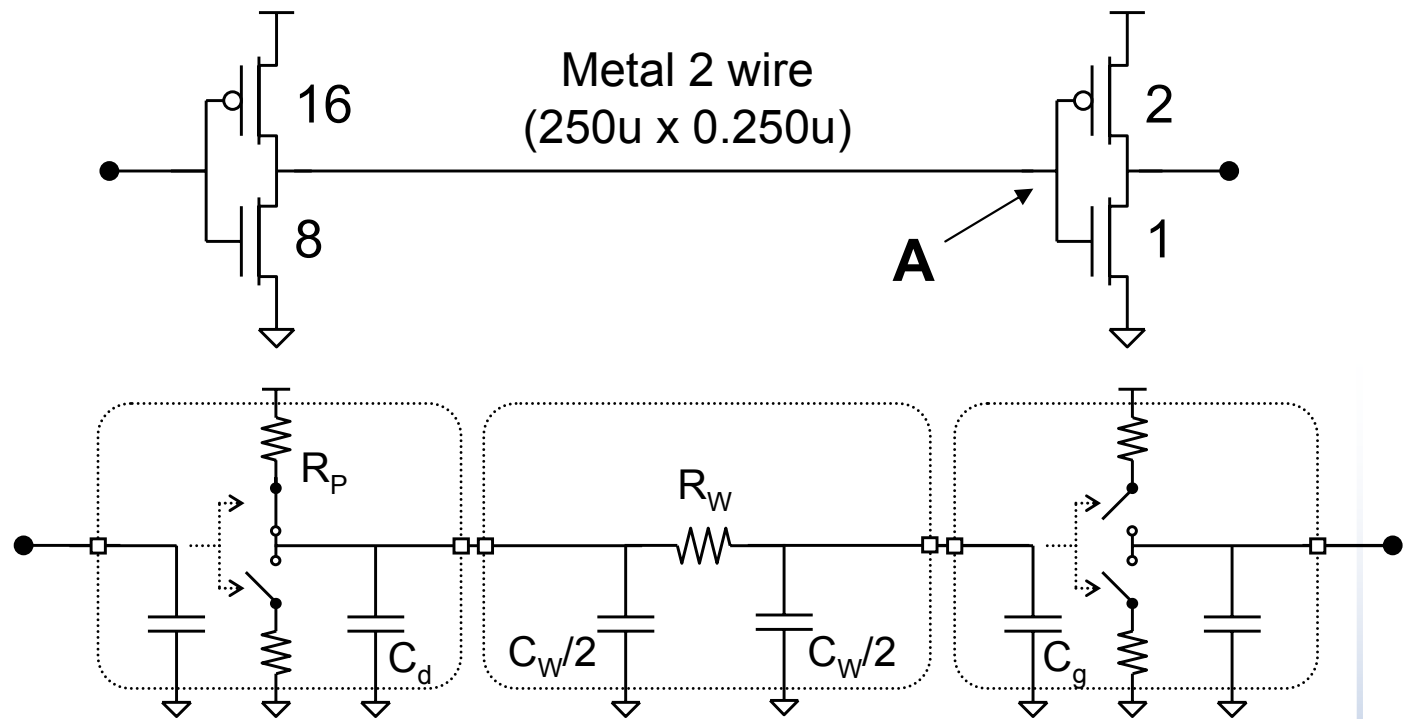 Metal 2 wire
(250u x 0.250u)
16
2
8
1
A
R_P
R_W
C_d
C_W/2
C_W/2
C_g